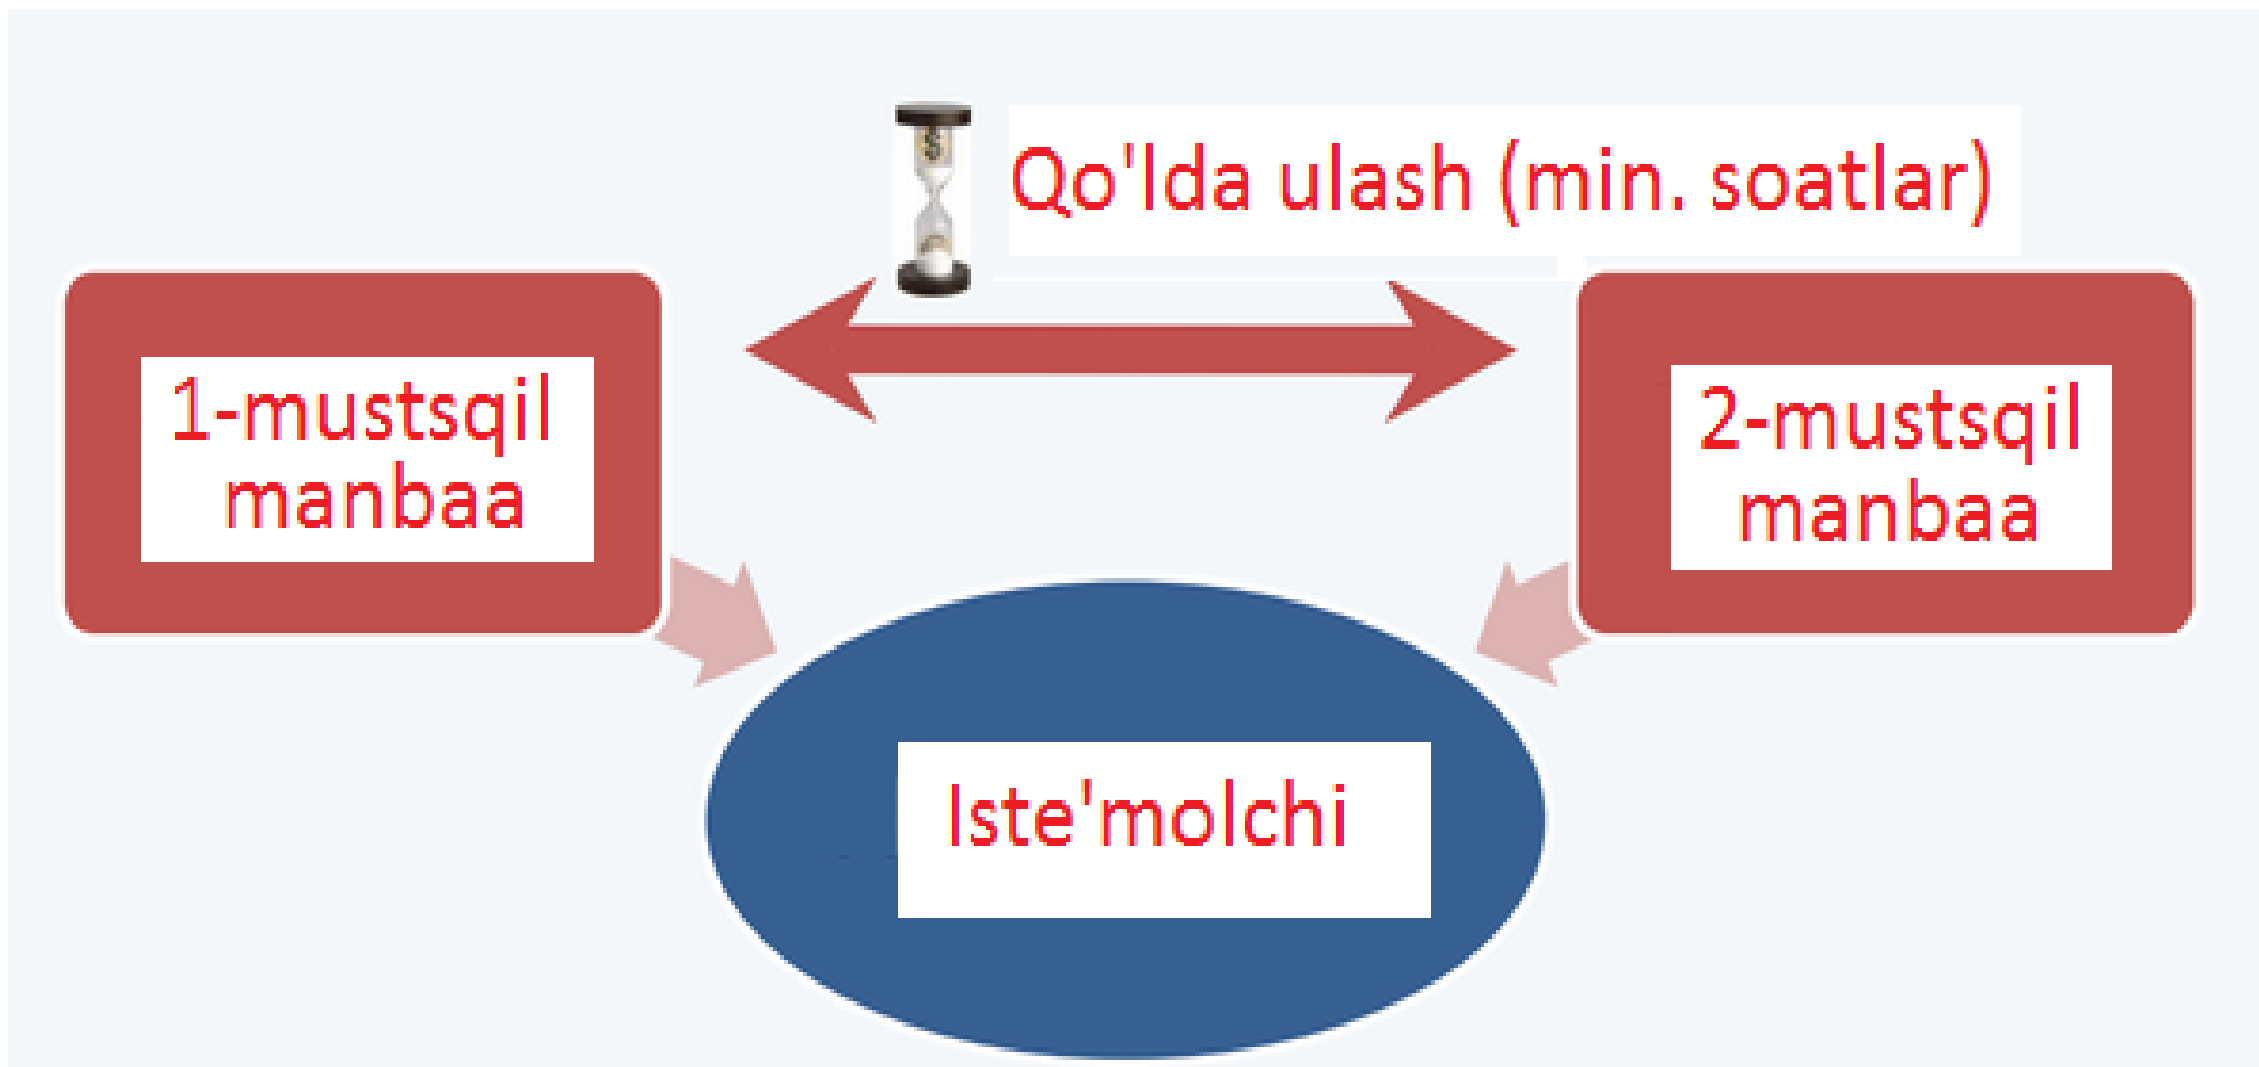 Qo'lda ulash (min. soatlar)
1-mustsqil
manbaa
2-mustsqil
manbaa
Iste'molchi